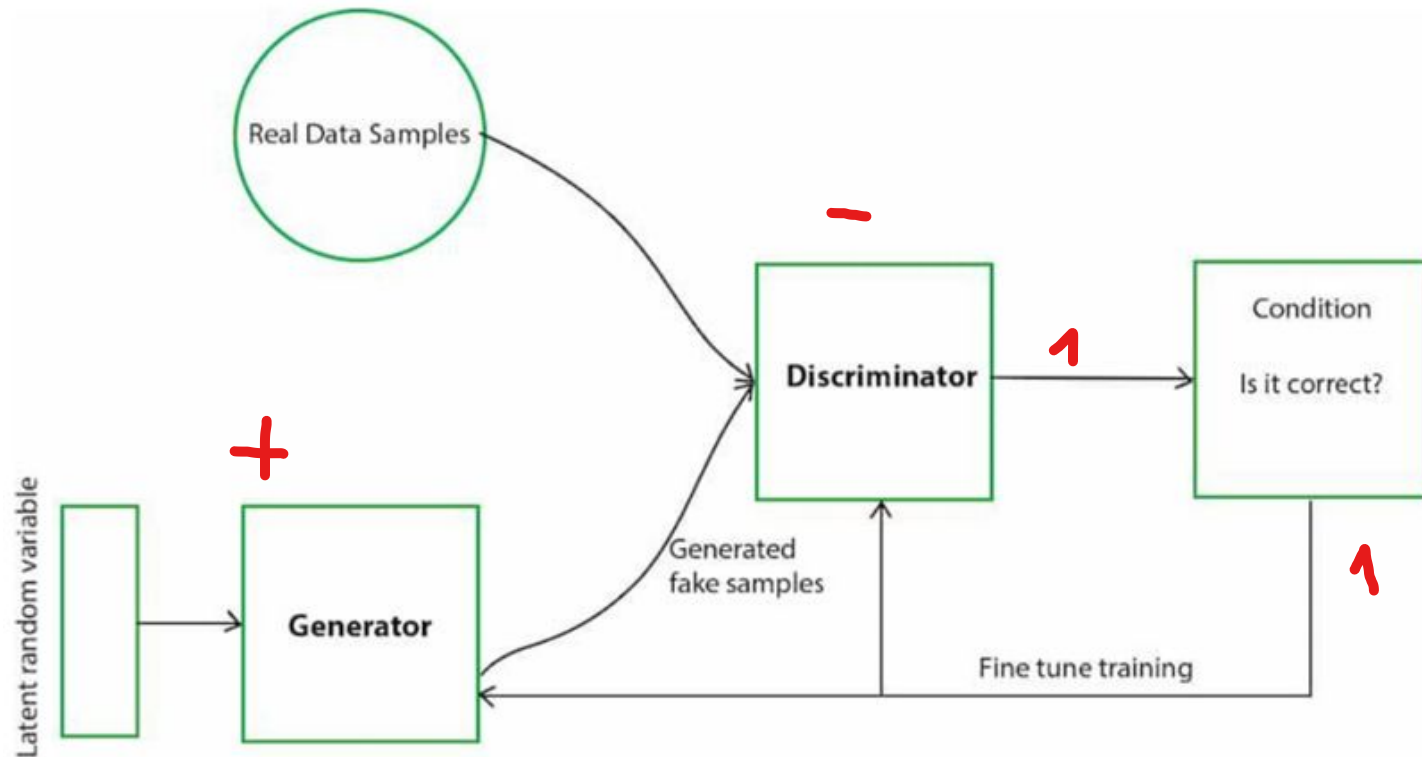 Real Data Samples
−
Condition
Is it correct?
1
Discriminator
+
Latent random variable
Generated
fake samples
1
Generator
Fine tune training